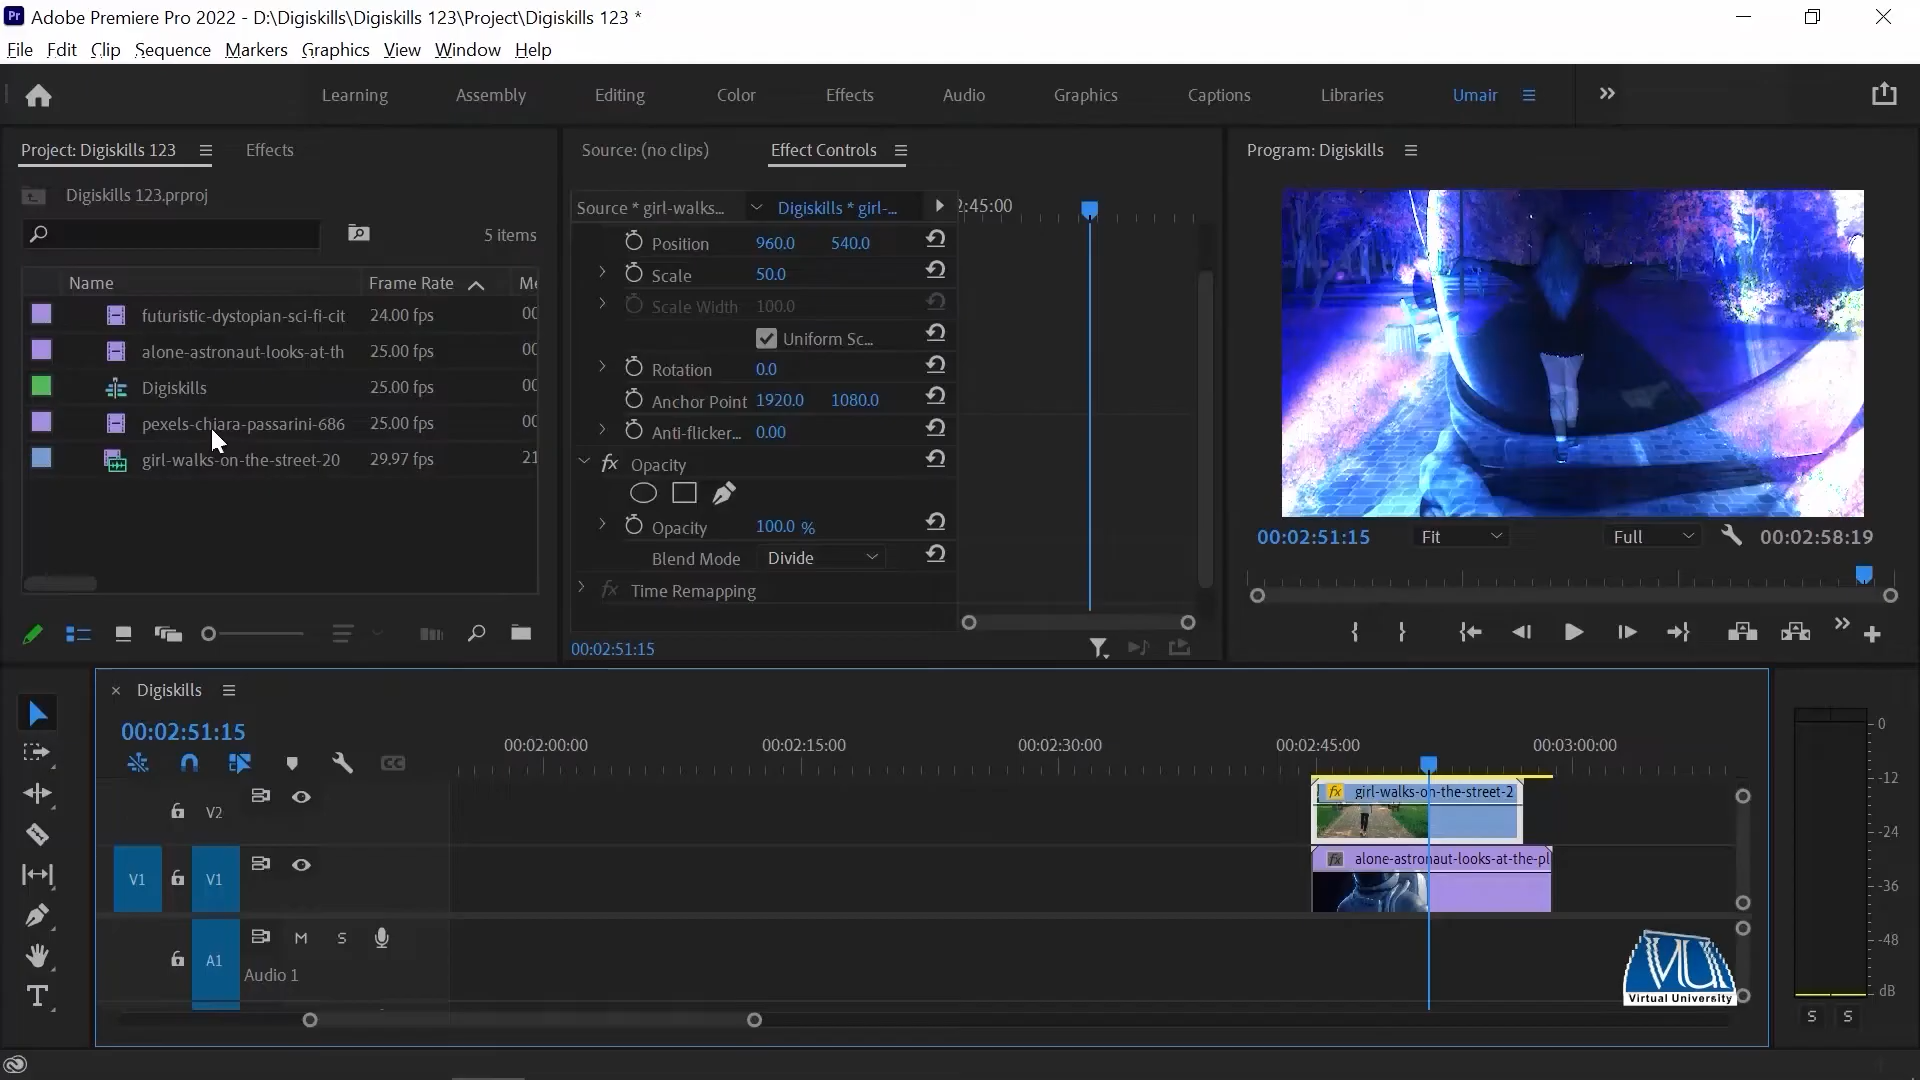 Pr Adobe Premiere Pro 2022 - D:\Digiskills\Digiskills 123\Project\Digiskills 123 *
File Edit Clip Sequence Markers Graphics View Window Help
Learning Assembly Editing Color Effects Audio Graphics Captions Libraries Umair
Project: Digiskills 123 Effects
Digiskills 123.prproj
5 items
Name Frame Rate Me
futuristic-dystopian-sci-fi-cit 24.00 fps 00
alone-astronaut-looks-at-th 25.00 fps 00
Digiskills 25.00 fps 00
pexels-chiara-passarini-686 25.00 fps 00
girl-walks-on-the-street-20 29.97 fps 21
Source: (no clips) Effect Controls
Source * girl-walks... Digiskills * girl-... 2:45:00
Position 960.0 540.0
Scale 50.0
Scale Width 100.0
Uniform Sc...
Rotation 0.0
Anchor Point 1920.0 1080.0
Anti-flicker... 0.00
fx Opacity
Opacity 100.0 %
Blend Mode Divide
fx Time Remapping
00:02:51:15
Program: Digiskills
00:02:51:15 Fit Full 00:02:58:19
× Digiskills
00:02:51:15
00:02:00:00 00:02:15:00 00:02:30:00 00:02:45:00 00:03:00:00
CC
V2
fx girl-walks-on-the-street-2
V1 V1
fx alone-astronaut-looks-at-the-pl
A1 M S
Audio 1
VU
Virtual University
0
-12
-24
-36
-48
dB
S S